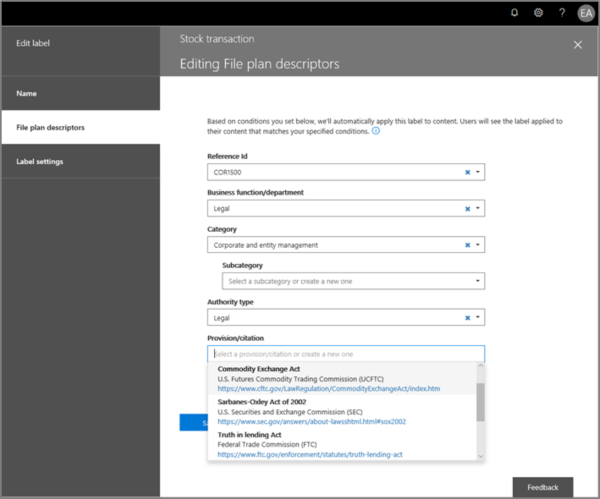 EA
Edit label
Stock transaction
Editing File plan descriptors
Name
File plan descriptors
Label settings
Based on conditions you set below, we'll automatically apply this label to content. Users will see the label applied
to their content that matches your specified conditions.
Reference Id
COR1500
Business function/department
Legal
Category
Corporate and entity management
Subcategory
Select a subcategory or create a new one
Authority type
Legal
Provision/citation
Select a provision/citation or create a new one
Commodity Exchange Act
U.S. Futures Commodity Trading Commission (UCFTC)
https://www.cftc.gov/LawRegulation/CommodityExchangeAct/index.htm
Sarbanes-Oxley Act of 2002
U.S. Securities and Exchange Commission (SEC)
https://www.sec.gov/answers/about-lawsshtml.html#sox2002
Truth in lending Act
Federal Trade Commission (FTC)
https://www.ftc.gov/enforcement/statutes/truth-lending-act
Feedback